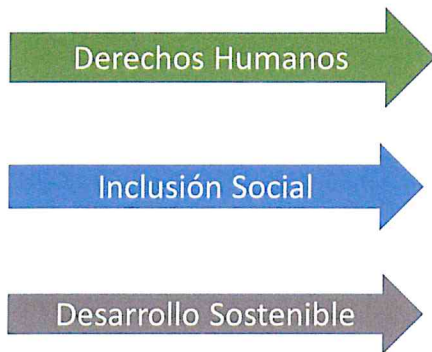 Derechos Humanos
Inclusión Social
Desarrollo Sostenible